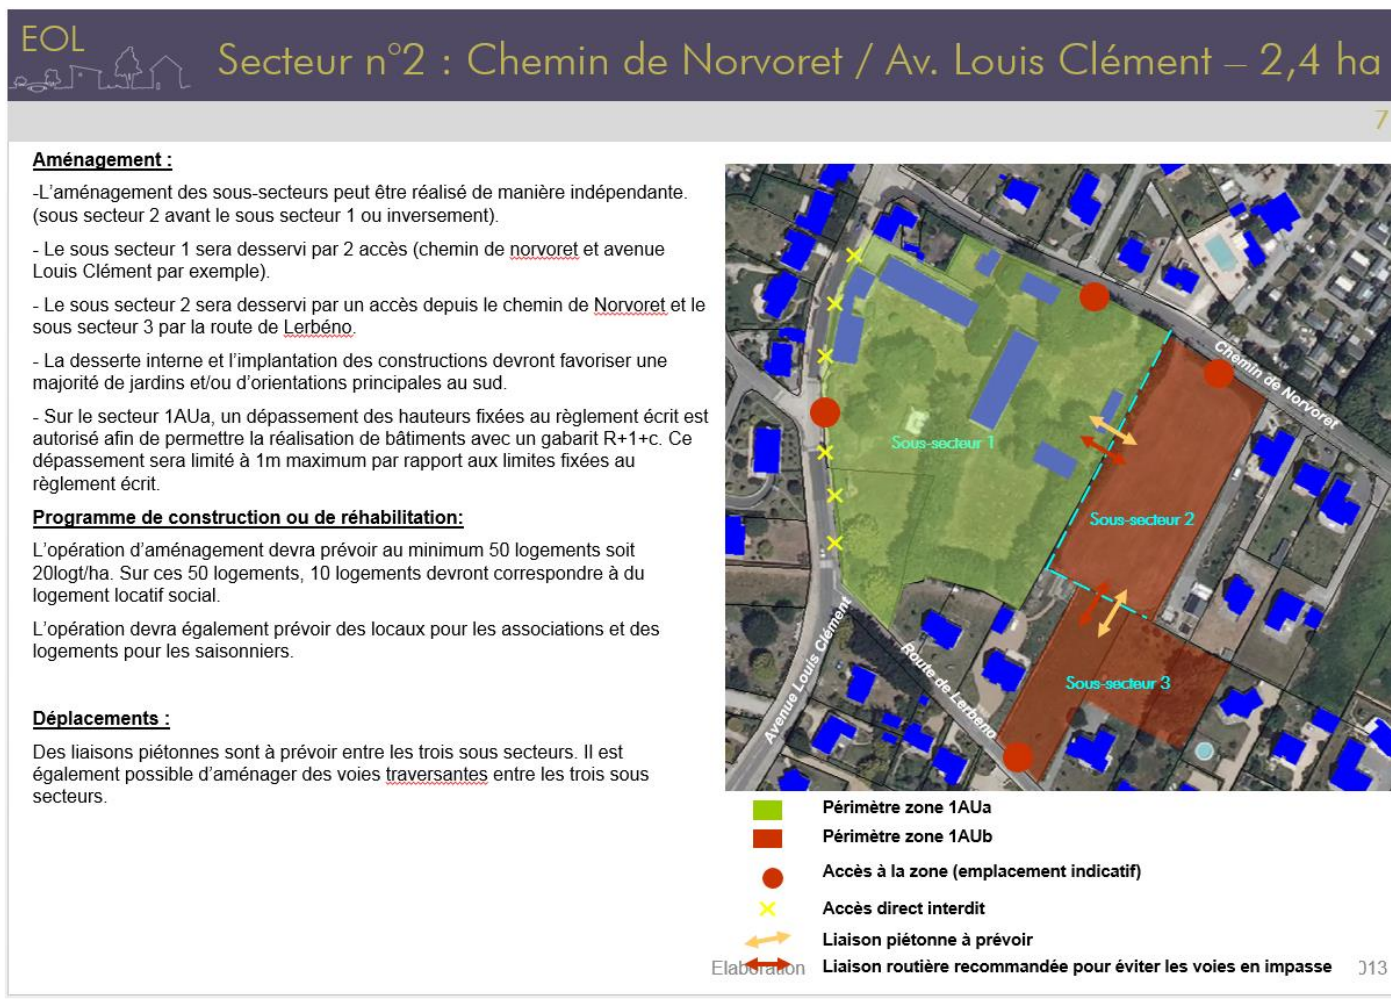 EOL
Secteur n°2 : Chemin de Norvoret / Av. Louis Clément – 2,4 ha
7
Aménagement :
-L'aménagement des sous-secteurs peut être réalisé de manière indépendante.
(sous secteur 2 avant le sous secteur 1 ou inversement).
- Le sous secteur 1 sera desservi par 2 accès (chemin de norvoret et avenue
Louis Clément par exemple).
- Le sous secteur 2 sera desservi par un accès depuis le chemin de Norvoret et le
sous secteur 3 par la route de Lerbéno.
- La desserte interne et l'implantation des constructions devront favoriser une
majorité de jardins et/ou d'orientations principales au sud.
- Sur le secteur 1AUa, un dépassement des hauteurs fixées au règlement écrit est
autorisé afin de permettre la réalisation de bâtiments avec un gabarit R+1+c. Ce
dépassement sera limité à 1m maximum par rapport aux limites fixées au
règlement écrit.
Programme de construction ou de réhabilitation:
L'opération d'aménagement devra prévoir au minimum 50 logements soit
20logt/ha. Sur ces 50 logements, 10 logements devront correspondre à du
logement locatif social.
L'opération devra également prévoir des locaux pour les associations et des
logements pour les saisonniers.
Déplacements :
Des liaisons piétonnes sont à prévoir entre les trois sous secteurs. Il est
également possible d'aménager des voies traversantes entre les trois sous
secteurs.
Chemin de Norvoret
Sous-secteur 1
Sous-secteur 2
Sous-secteur 3
Avenue Louis Clément
Route de Lerbeno
Périmètre zone 1AUa
Périmètre zone 1AUb
Accès à la zone (emplacement indicatif)
Accès direct interdit
Liaison piétonne à prévoir
Elaboration
Liaison routière recommandée pour éviter les voies en impasse
013